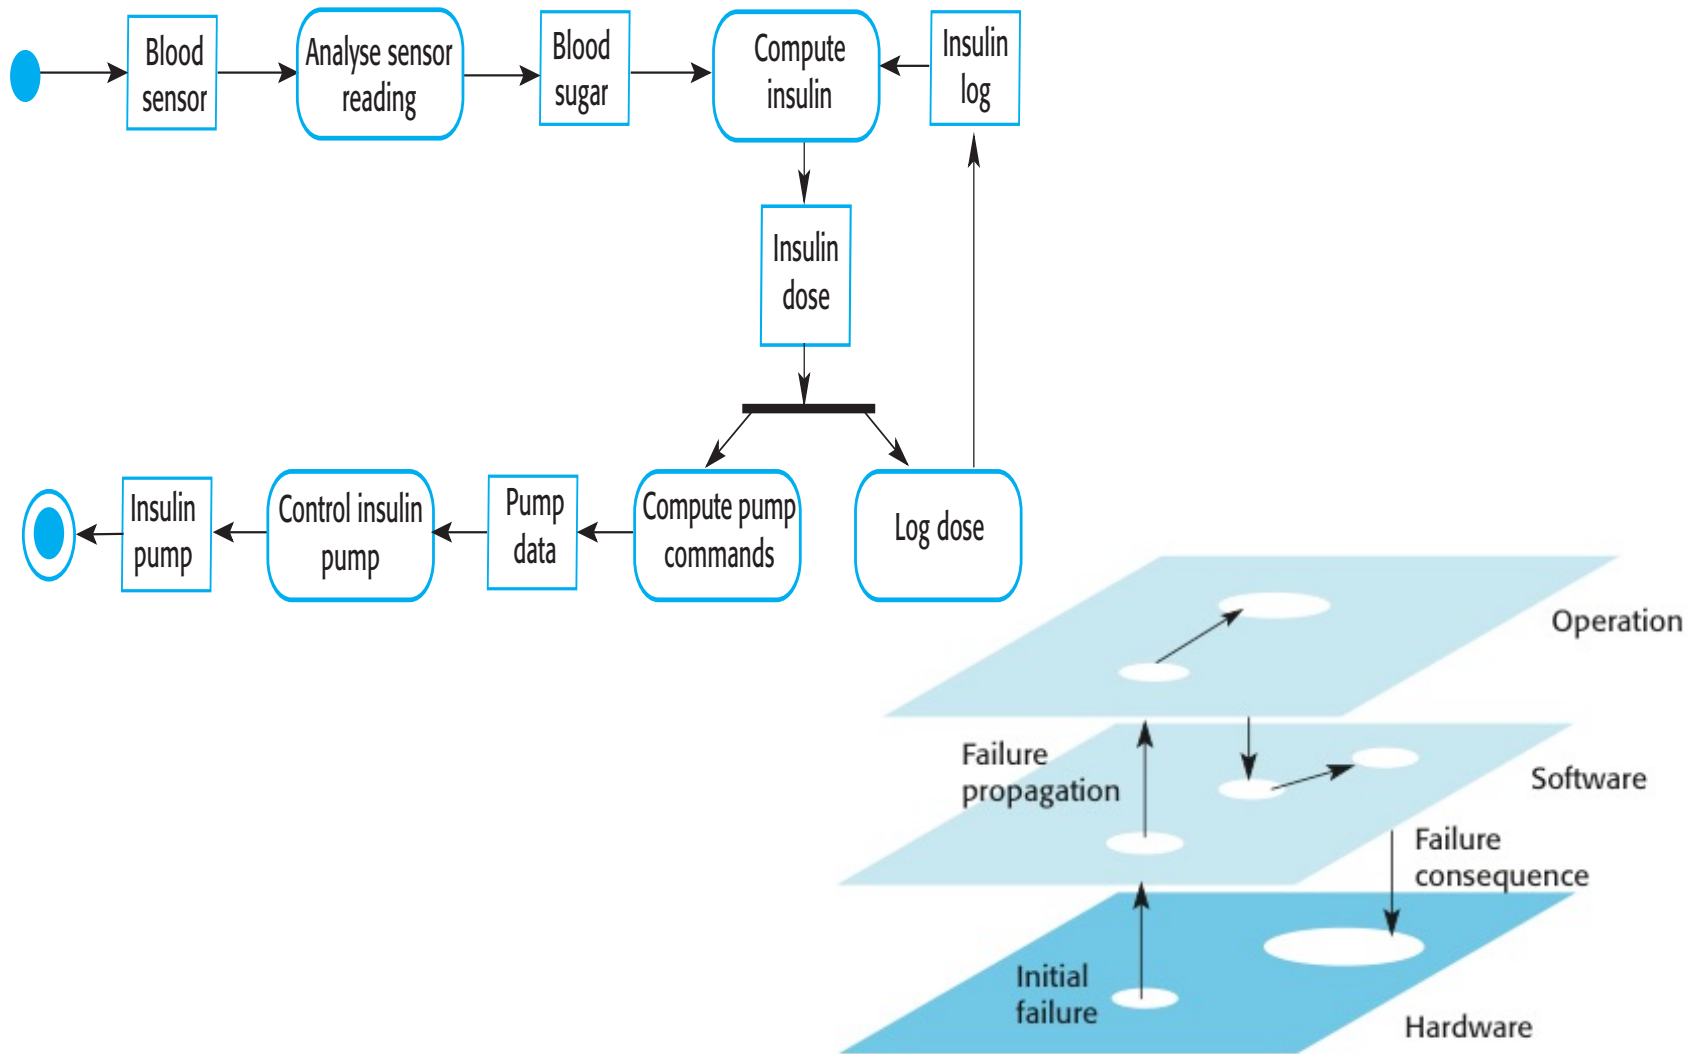 Blood
sensor
Analyse sensor
reading
Blood
sugar
Compute
insulin
Insulin
log
Insulin
dose
Insulin
pump
Control insulin
pump
Pump
data
Compute pump
commands
Log dose
Operation
Failure
propagation
Software
Failure
consequence
Initial
failure
Hardware